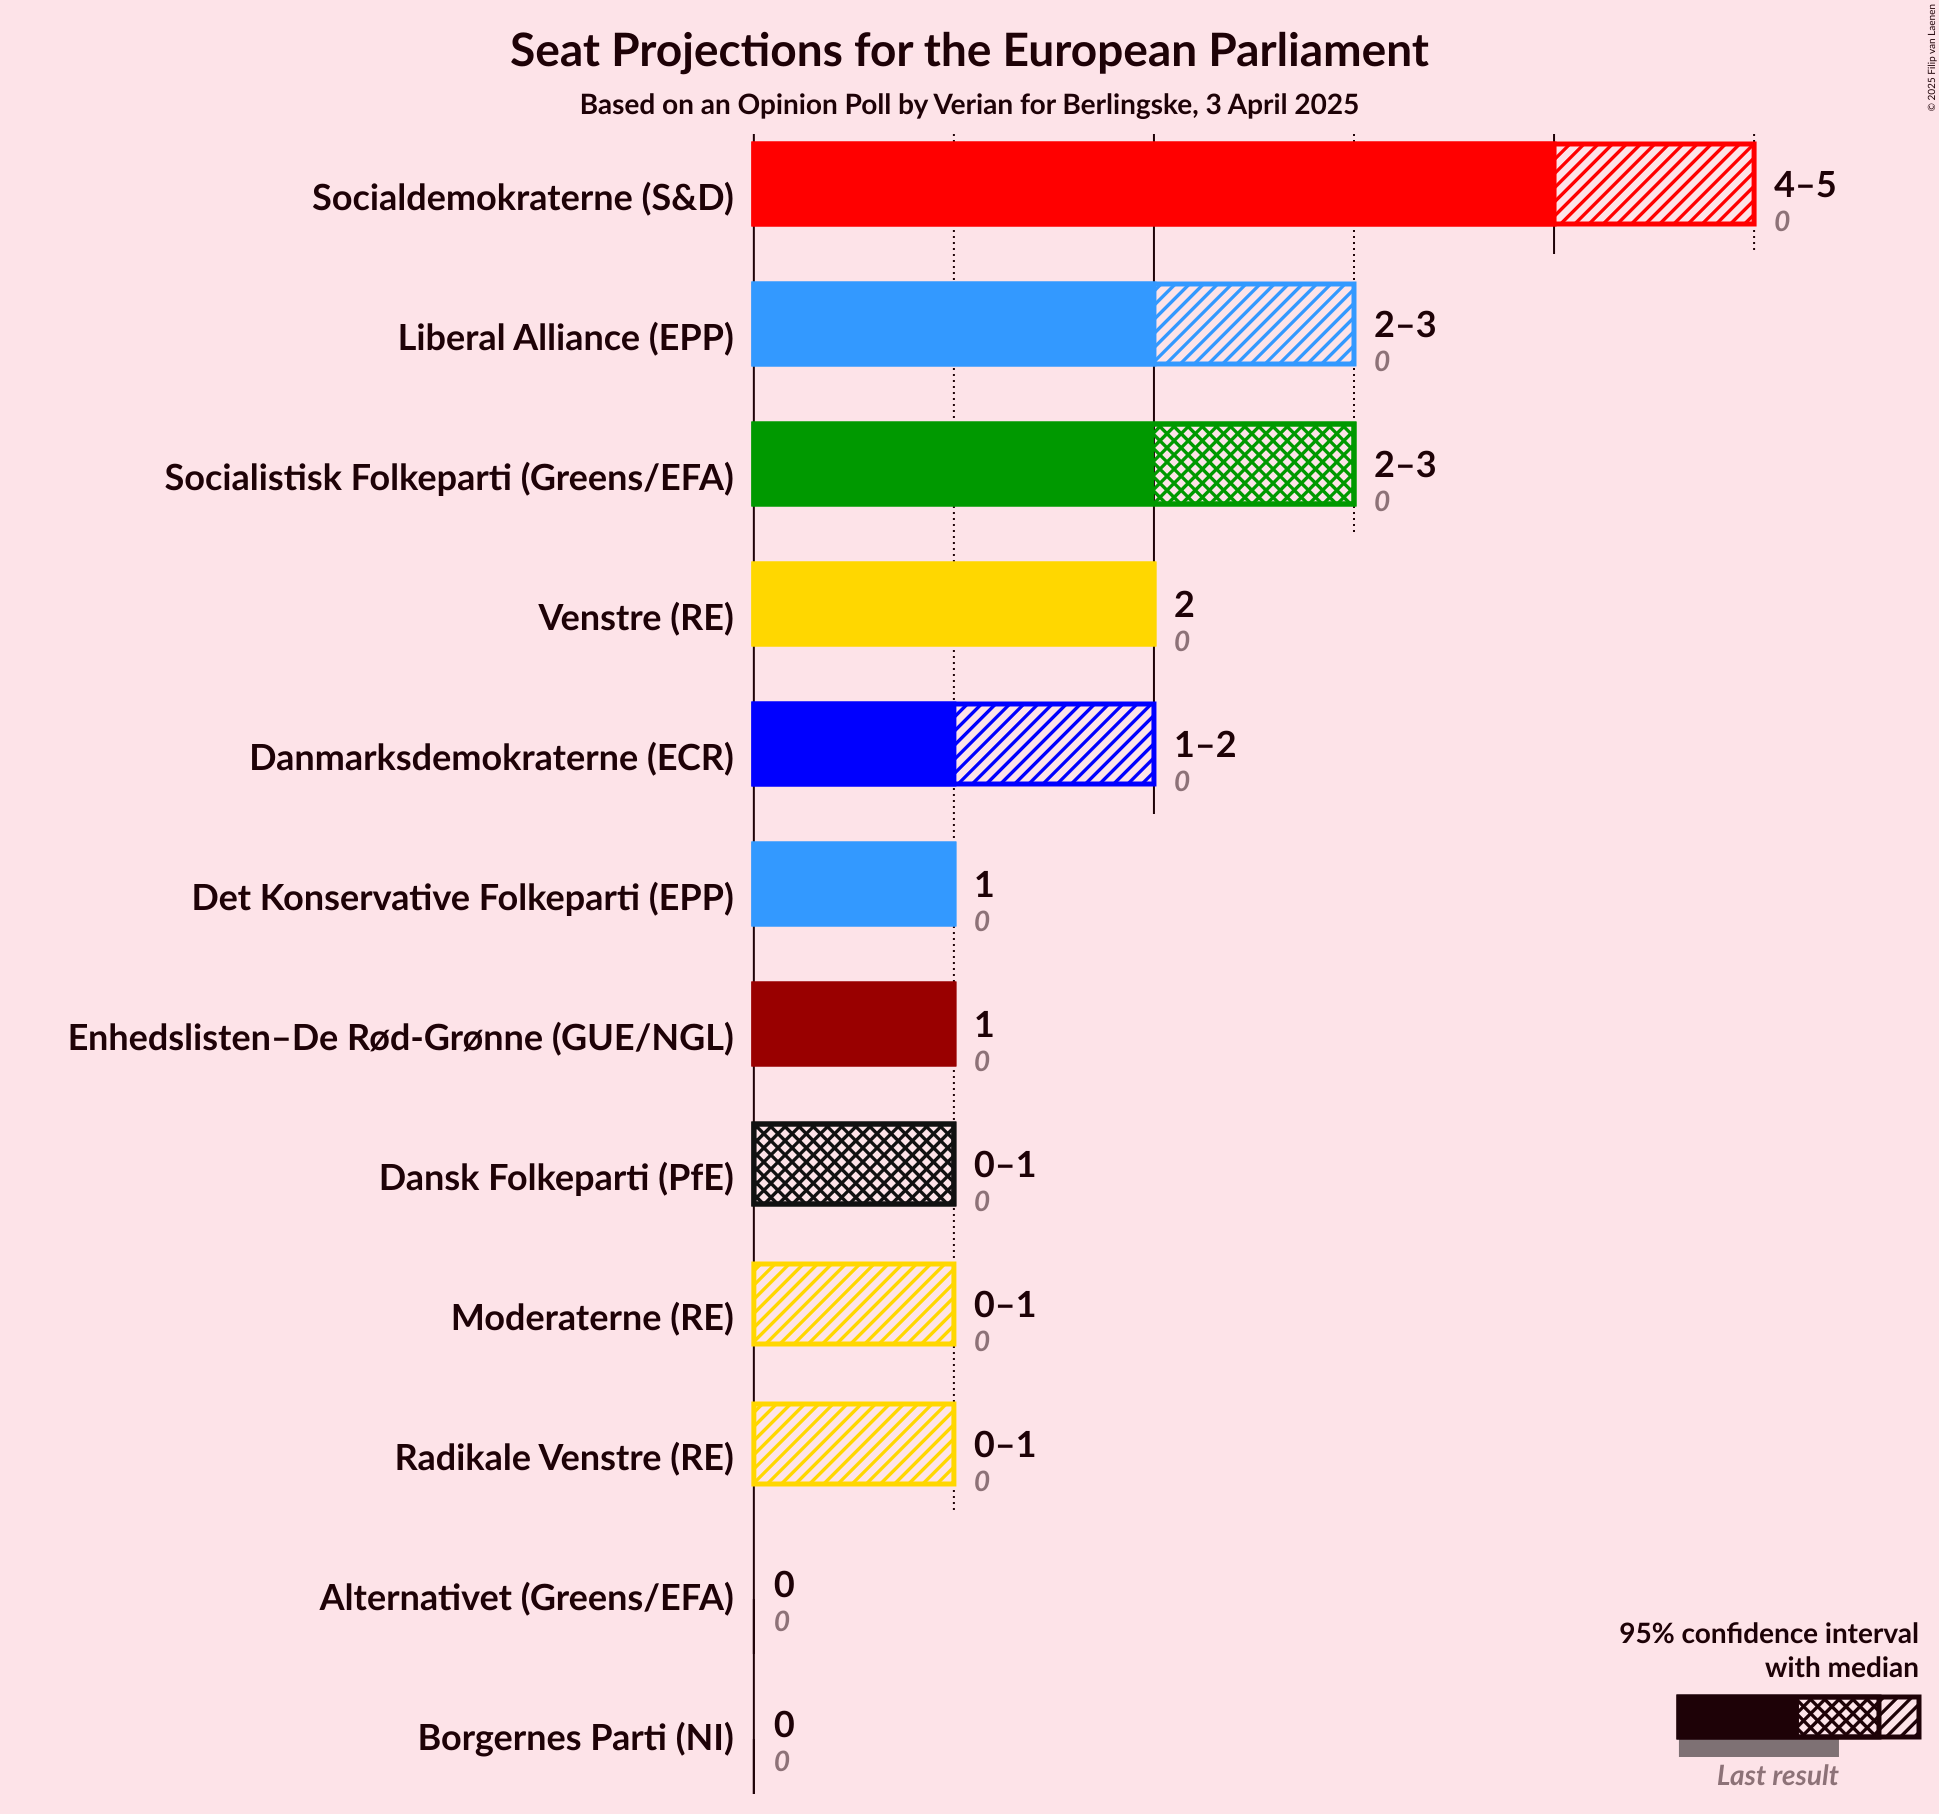 Seat Projections for the European Parliament
Based on an Opinion Poll by Verian for Berlingske, 3 April 2025
© 2025 Filip van Laenen
Socialdemokraterne (S&D)
4–5
0
Liberal Alliance (EPP)
2–3
0
Socialistisk Folkeparti (Greens/EFA)
2–3
0
Venstre (RE)
2
0
Danmarksdemokraterne (ECR)
1–2
0
Det Konservative Folkeparti (EPP)
1
0
Enhedslisten–De Rød-Grønne (GUE/NGL)
1
0
Dansk Folkeparti (PfE)
0–1
0
Moderaterne (RE)
0–1
0
Radikale Venstre (RE)
0–1
0
Alternativet (Greens/EFA)
0
0
Borgernes Parti (NI)
0
0
95% confidence interval
with median
Last result